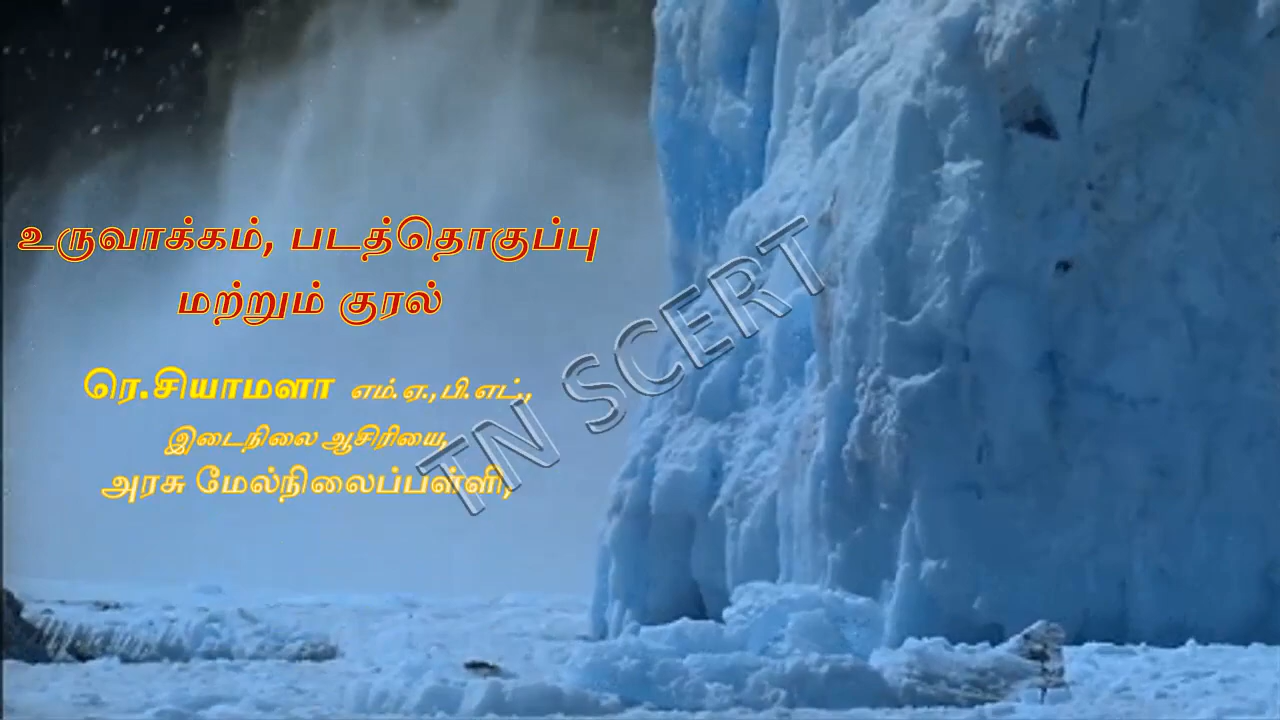 உருவாக்கம், படத்தொகுப்பு
மற்றும் குரல்
ரெ.சியாமளா எம்.ஏ.,பி.எட்.,
இடைநிலை ஆசிரியை,
அரசு மேல்நிலைப்பள்ளி,
TN SCERT